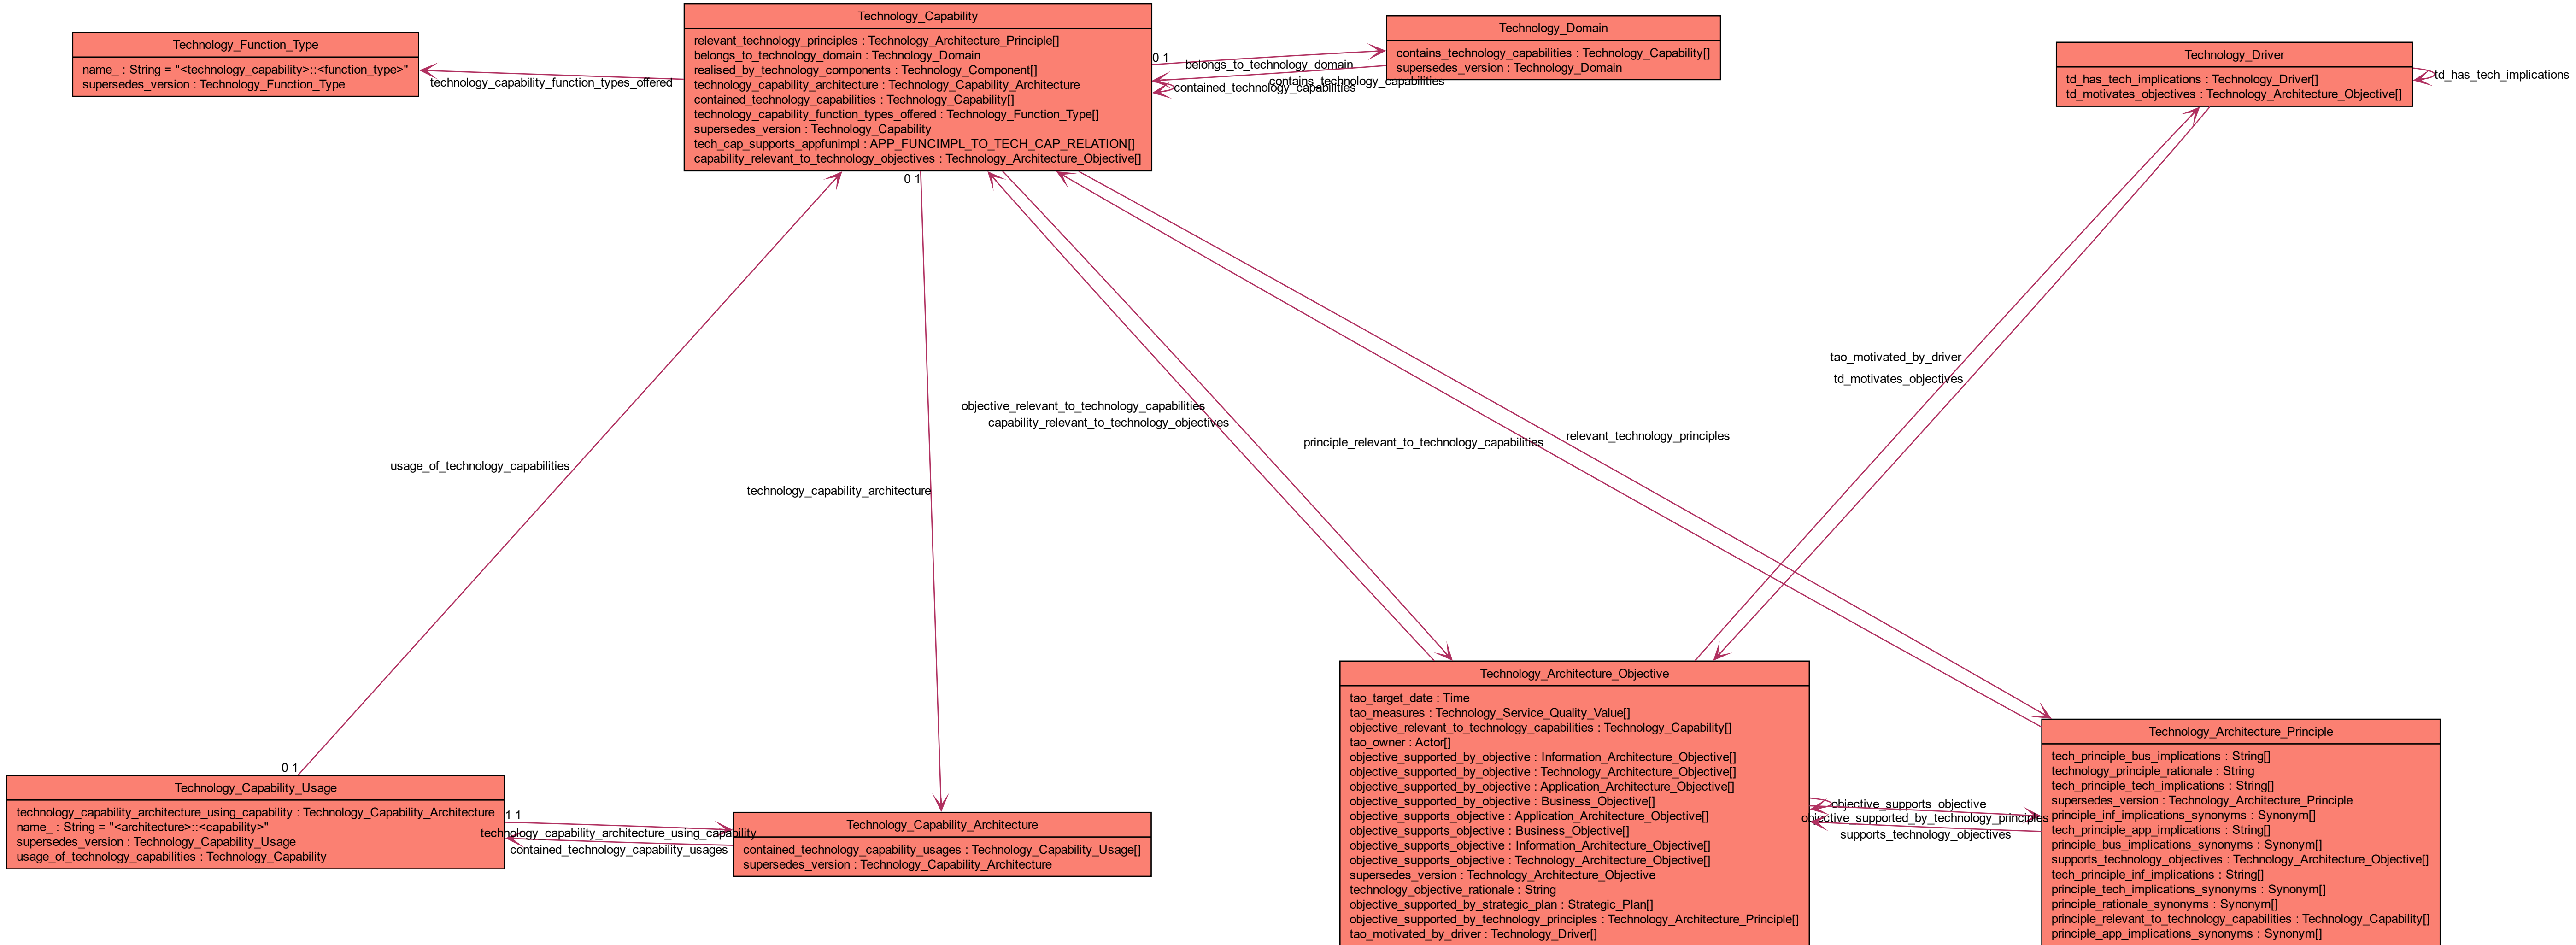 Technology_Function_Type
name_ : String = "<technology_capability>::<function_type>"
supersedes_version : Technology_Function_Type
technology_capability_function_types_offered
Technology_Capability
relevant_technology_principles : Technology_Architecture_Principle[]
belongs_to_technology_domain : Technology_Domain
realised_by_technology_components : Technology_Component[]
technology_capability_architecture : Technology_Capability_Architecture
contained_technology_capabilities : Technology_Capability[]
technology_capability_function_types_offered : Technology_Function_Type[]
supersedes_version : Technology_Capability
tech_cap_supports_appfunimpl : APP_FUNCIMPL_TO_TECH_CAP_RELATION[]
capability_relevant_to_technology_objectives : Technology_Architecture_Objective[]
0 1
belongs_to_technology_domain
contains_technology_capabilities
contained_technology_capabilities
Technology_Domain
contains_technology_capabilities : Technology_Capability[]
supersedes_version : Technology_Domain
Technology_Driver
td_has_tech_implications : Technology_Driver[]
td_motivates_objectives : Technology_Architecture_Objective[]
td_has_tech_implications
0 1
tao_motivated_by_driver
td_motivates_objectives
objective_relevant_to_technology_capabilities
capability_relevant_to_technology_objectives
principle_relevant_to_technology_capabilities
relevant_technology_principles
usage_of_technology_capabilities
technology_capability_architecture
0 1
Technology_Capability_Usage
technology_capability_architecture_using_capability : Technology_Capability_Architecture
name_ : String = "<architecture>::<capability>"
supersedes_version : Technology_Capability_Usage
usage_of_technology_capabilities : Technology_Capability
1 1
technology_capability_architecture_using_capability
contained_technology_capability_usages
Technology_Capability_Architecture
contained_technology_capability_usages : Technology_Capability_Usage[]
supersedes_version : Technology_Capability_Architecture
Technology_Architecture_Objective
tao_target_date : Time
tao_measures : Technology_Service_Quality_Value[]
objective_relevant_to_technology_capabilities : Technology_Capability[]
tao_owner : Actor[]
objective_supported_by_objective : Information_Architecture_Objective[]
objective_supported_by_objective : Technology_Architecture_Objective[]
objective_supported_by_objective : Application_Architecture_Objective[]
objective_supported_by_objective : Business_Objective[]
objective_supports_objective : Application_Architecture_Objective[]
objective_supports_objective : Business_Objective[]
objective_supports_objective : Information_Architecture_Objective[]
objective_supports_objective : Technology_Architecture_Objective[]
supersedes_version : Technology_Architecture_Objective
technology_objective_rationale : String
objective_supported_by_strategic_plan : Strategic_Plan[]
objective_supported_by_technology_principles : Technology_Architecture_Principle[]
tao_motivated_by_driver : Technology_Driver[]
objective_supports_objective
objective_supported_by_technology_principles
supports_technology_objectives
Technology_Architecture_Principle
tech_principle_bus_implications : String[]
technology_principle_rationale : String
tech_principle_tech_implications : String[]
supersedes_version : Technology_Architecture_Principle
principle_inf_implications_synonyms : Synonym[]
tech_principle_app_implications : String[]
principle_bus_implications_synonyms : Synonym[]
supports_technology_objectives : Technology_Architecture_Objective[]
tech_principle_inf_implications : String[]
principle_tech_implications_synonyms : Synonym[]
principle_rationale_synonyms : Synonym[]
principle_relevant_to_technology_capabilities : Technology_Capability[]
principle_app_implications_synonyms : Synonym[]